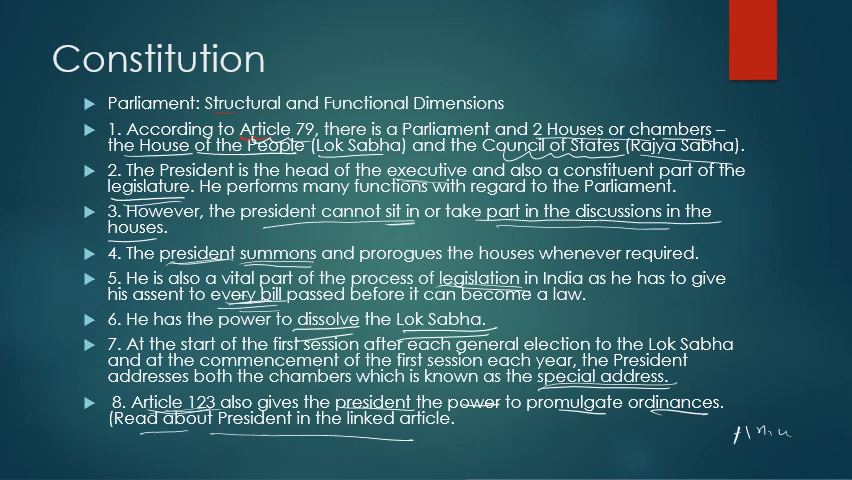 Constitution
Parliament: Structural and Functional Dimensions
1. According to Article 79, there is a Parliament and 2 Houses or chambers –
the House of the People (Lok Sabha) and the Council of States (Rajya Sabha).
2. The President is the head of the executive and also a constituent part of the
legislature. He performs many functions with regard to the Parliament.
3. However, the president cannot sit in or take part in the discussions in the
houses.
4. The president summons and prorogues the houses whenever required.
5. He is also a vital part of the process of legislation in India as he has to give
his assent to every bill passed before it can become a law.
6. He has the power to dissolve the Lok Sabha.
7. At the start of the first session after each general election to the Lok Sabha
and at the commencement of the first session each year, the President
addresses both the chambers which is known as the special address.
8. Article 123 also gives the president the power to promulgate ordinances.
(Read about President in the linked article.